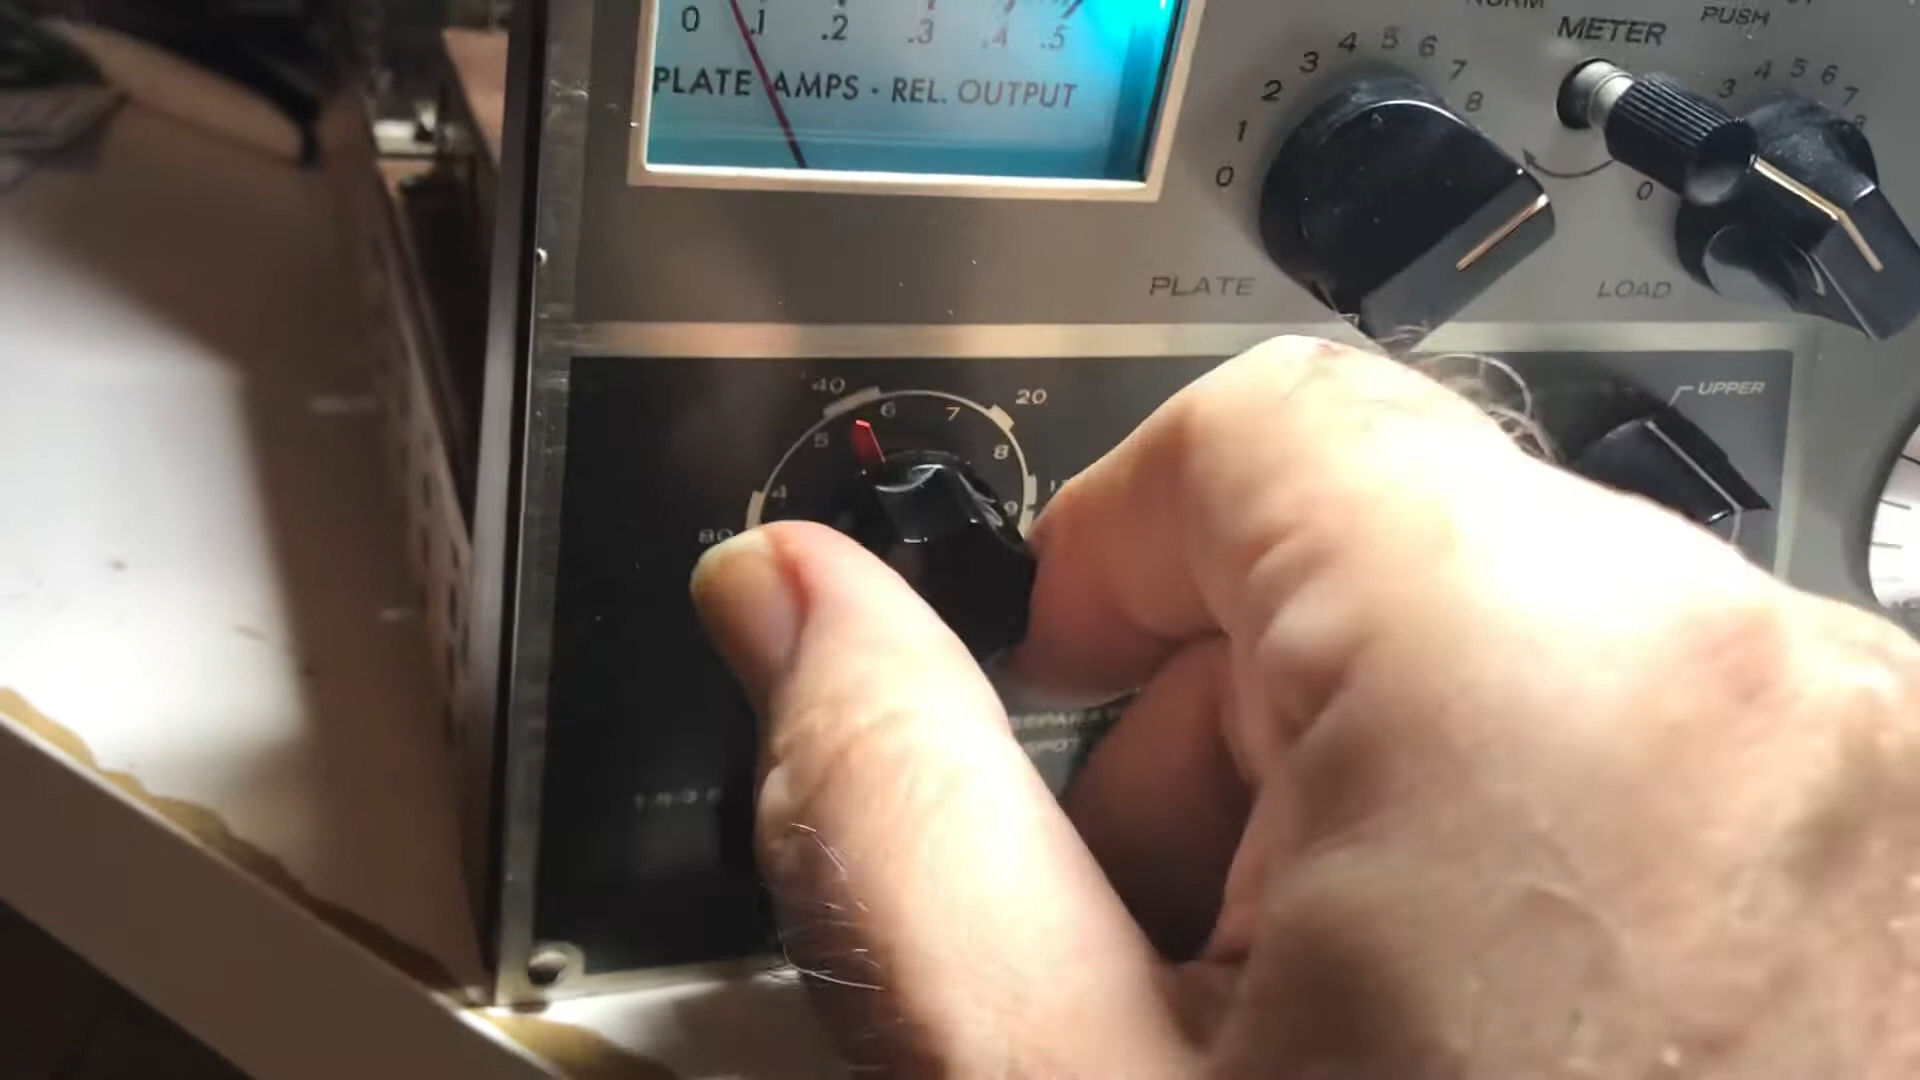 0 .1 .2 .3 .4 .5
PLATE AMPS · REL. OUTPUT
NORM
METER
PUSH
0 1 2 3 4 5 6 7 8
PLATE
0 3 4 5 6 7 8
LOAD
80 40 20
4 5 6 7 8 9
UPPER